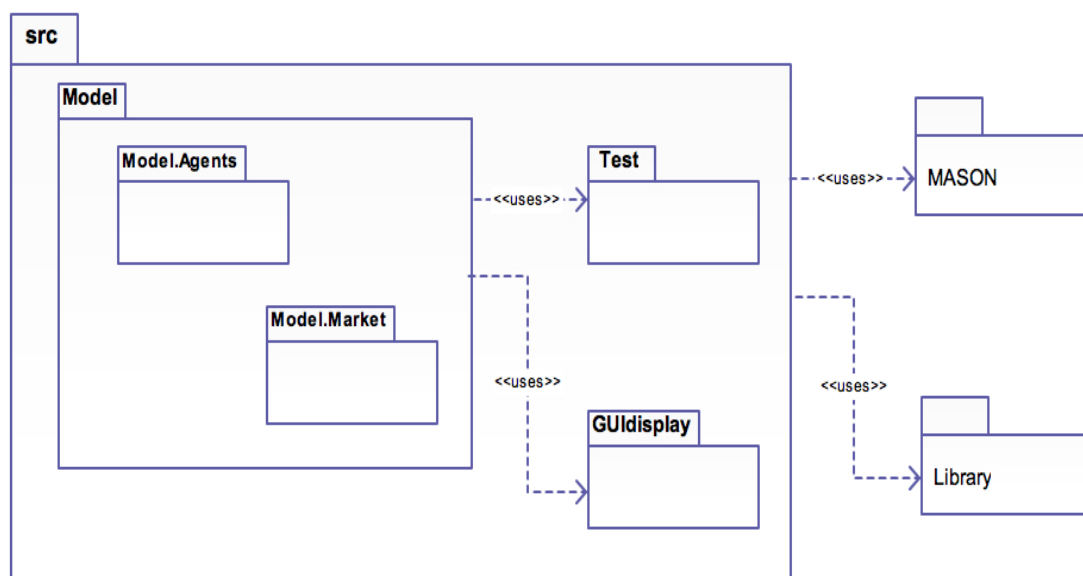 src
Model
Model.Agents
Test
<<uses>>
<<uses>>
MASON
Model.Market
<<uses>>
<<uses>>
GUIdisplay
Library